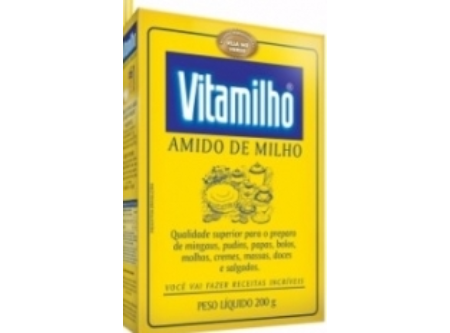 Vitamilho
AMIDO DE MILHO
Qualidade superior para o preparo
de mingaus, pudins, papas, bolos,
molhos, cremes, massas, doces
e salgados.
VOCÊ VAI FAZER RECEITAS INCRÍVEIS
PESO LÍQUIDO 200 g